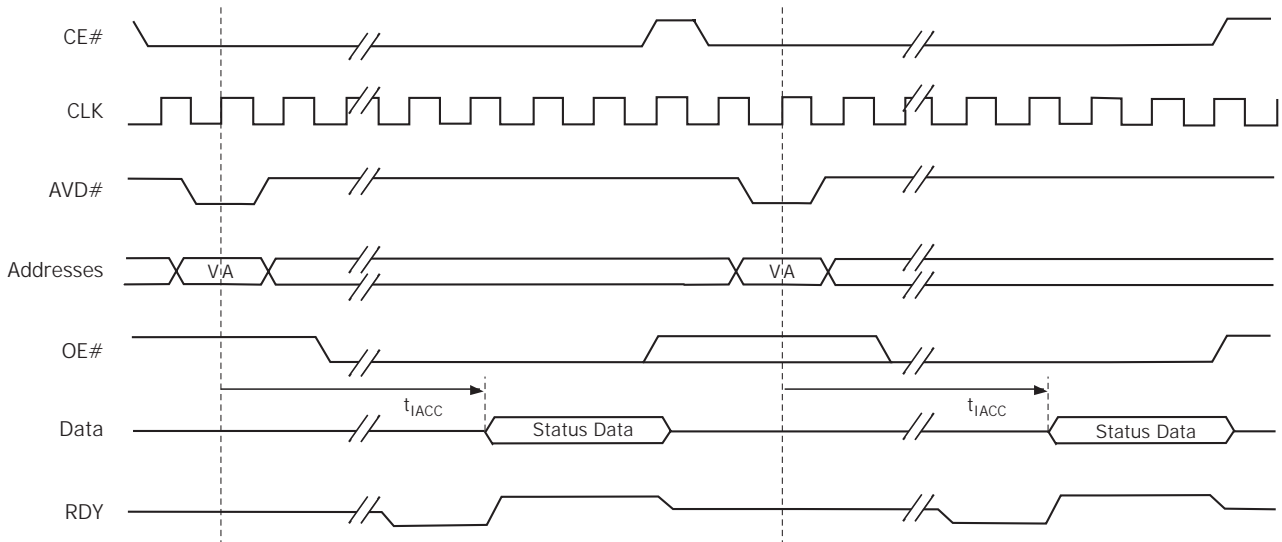 CE#
CLK
AVD#
Addresses
VA
VA
OE#
tIACC
tIACC
Data
Status Data
Status Data
RDY